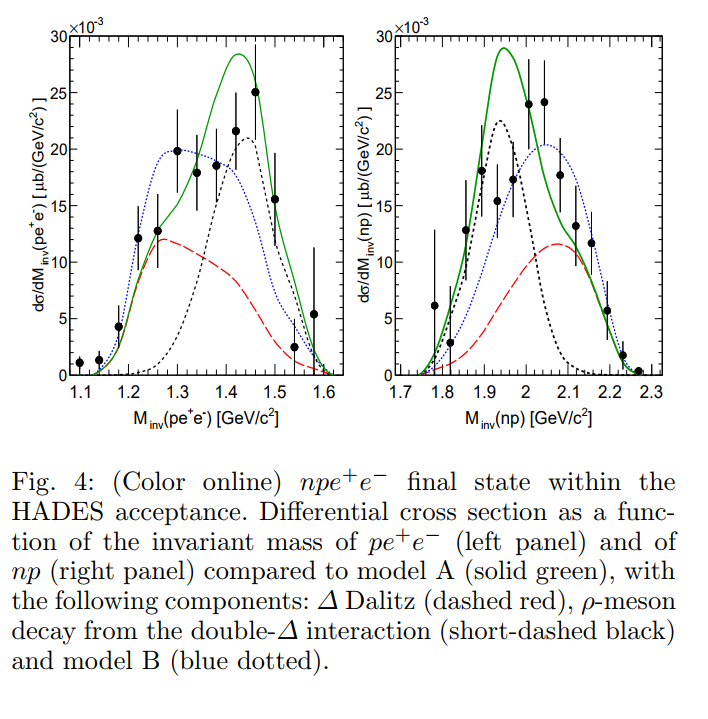 ×10⁻³
30
25
20
15
10
5
0
dσ/dM_inv(pe⁺e⁻) [ μb/(GeV/c²) ]
1.1 1.2 1.3 1.4 1.5 1.6
M_inv(pe⁺e⁻) [GeV/c²]
×10⁻³
30
25
20
15
10
5
0
dσ/dM_inv(np) [ μb/(GeV/c²) ]
1.7 1.8 1.9 2 2.1 2.2 2.3
M_inv(np) [GeV/c²]
Fig. 4: (Color online) npe⁺e⁻ final state within the
HADES acceptance. Differential cross section as a func-
tion of the invariant mass of pe⁺e⁻ (left panel) and of
np (right panel) compared to model A (solid green), with
the following components: Δ Dalitz (dashed red), ρ-meson
decay from the double-Δ interaction (short-dashed black)
and model B (blue dotted).